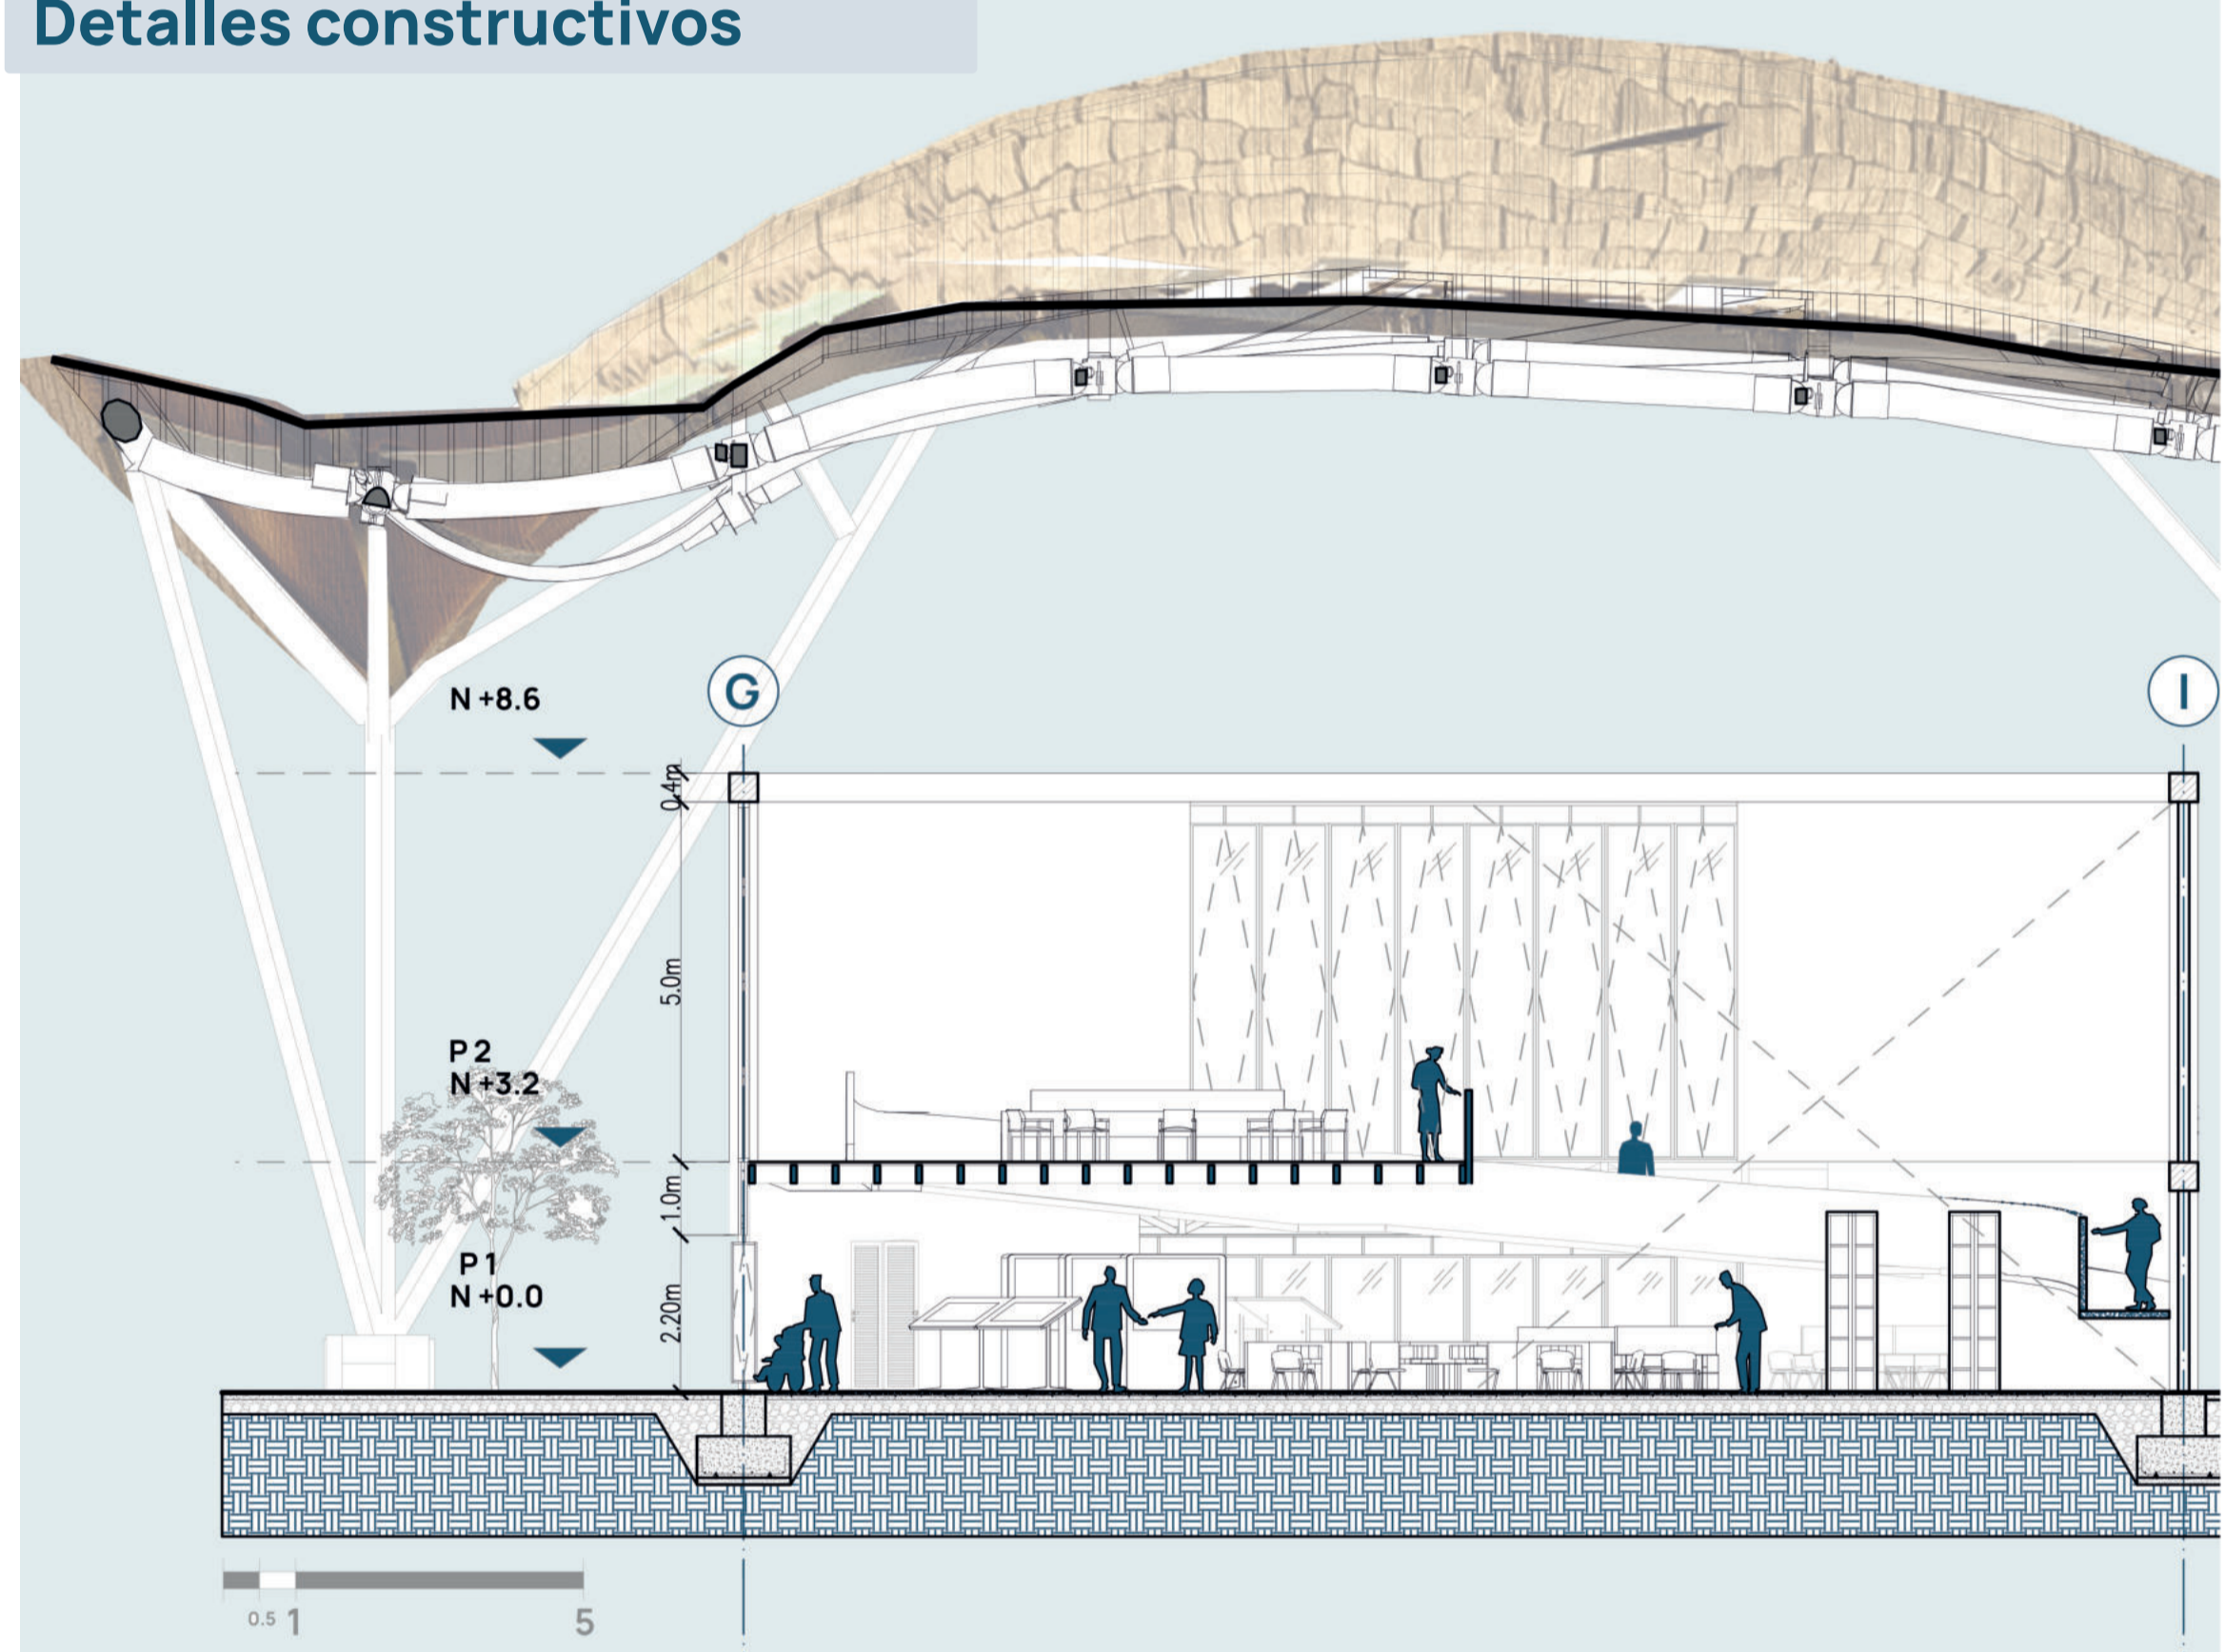 Detalles constructivos
N +8.6
G
I
0.4m
5.0m
P 2
N +3.2
1.0m
P 1
N +0.0
2.20m
0.5 1 5